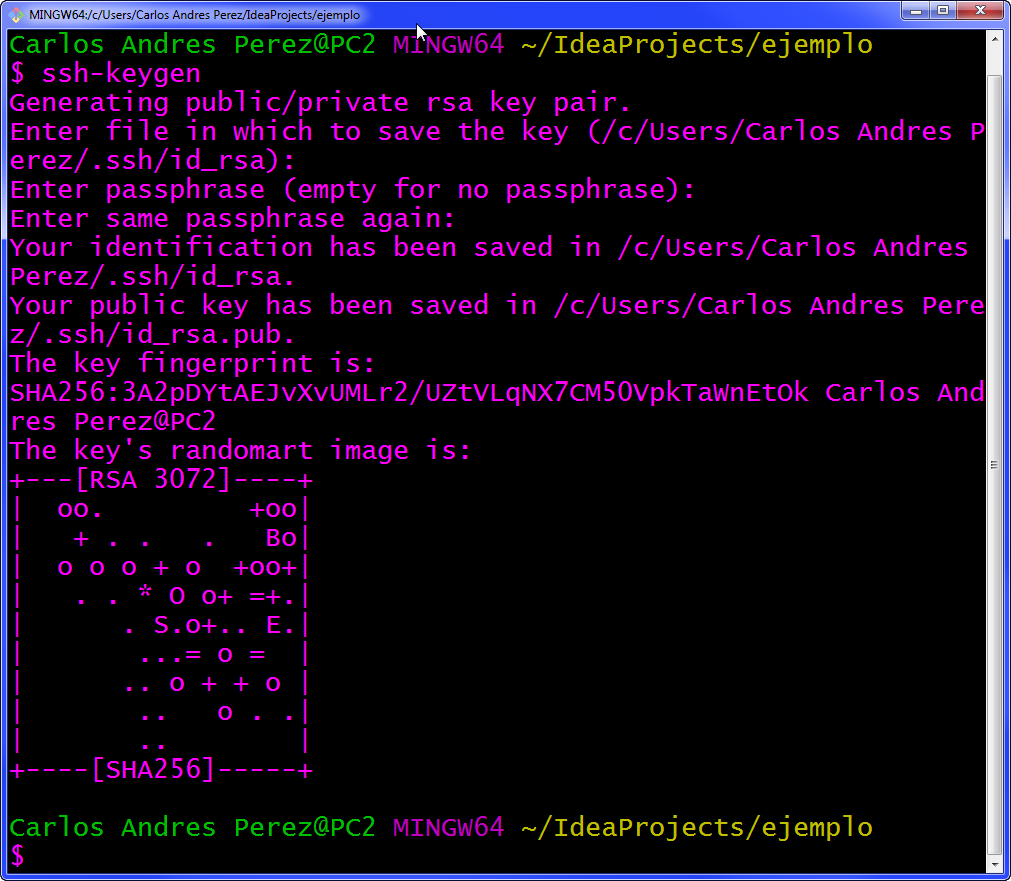 MINGW64:/c/Users/Carlos Andres Perez/IdeaProjects/ejemplo
Carlos Andres Perez@PC2 MINGW64 ~/IdeaProjects/ejemplo
$ ssh-keygen
Generating public/private rsa key pair.
Enter file in which to save the key (/c/Users/Carlos Andres P
erez/.ssh/id_rsa):
Enter passphrase (empty for no passphrase):
Enter same passphrase again:
Your identification has been saved in /c/Users/Carlos Andres
Perez/.ssh/id_rsa.
Your public key has been saved in /c/Users/Carlos Andres Pere
z/.ssh/id_rsa.pub.
The key fingerprint is:
SHA256:3A2pDYtAEJvXvUMLr2/UZtVLqNX7CM5OVpkTaWnEtOk Carlos And
res Perez@PC2
The key's randomart image is:
+---[RSA 3072]----+
|  oo.         +oo|
|   + . .   .   Bo|
|  o o o + o  +oo+|
|   . . * O o+ =+.|
|      . S.o+.. E.|
|       ...= o =  |
|      .. o + + o |
|       ..   o . .|
|       ..        |
+----[SHA256]-----+
Carlos Andres Perez@PC2 MINGW64 ~/IdeaProjects/ejemplo
$